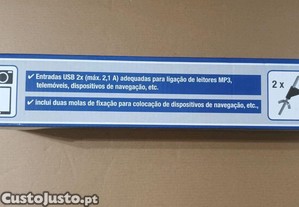 ✓ Entradas USB 2x (máx. 2,1 A) adequadas para ligação de leitores MP3,
telemóveis, dispositivos de navegação, etc.
✓ Inclui duas molas de fixação para colocação de dispositivos de navegação, etc.,
2 x
CustoJusto.pt